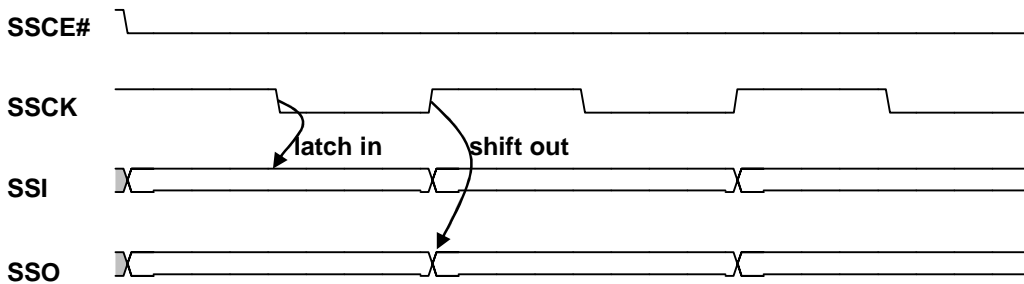 SSCE#
SSCK
latch in
shift out
SSI
SSO